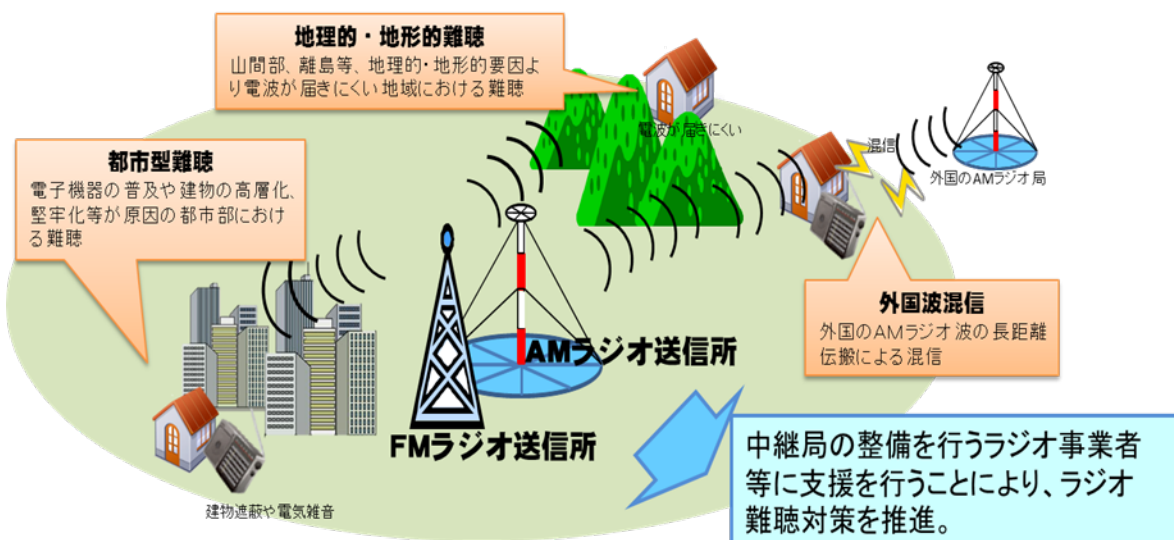 地理的・地形的難聴
山間部、離島等、地理的・地形的要因よ
り電波が届きにくい地域における難聴
電波が届きにくい
都市型難聴
電子機器の普及や建物の高層化、
堅牢化等が原因の都市部におけ
る難聴
混信
外国のAMラジオ局
外国波混信
外国のAMラジオ波の長距離
伝搬による混信
AMラジオ送信所
FMラジオ送信所
建物遮蔽や電気雑音
中継局の整備を行うラジオ事業者
等に支援を行うことにより、ラジオ
難聴対策を推進。